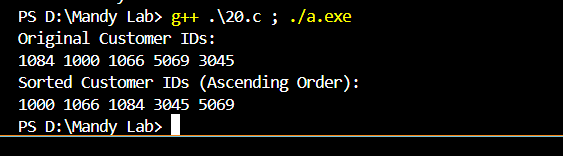 PS D:\Mandy Lab> g++ .\20.c ; ./a.exe
Original Customer IDs:
1084 1000 1066 5069 3045
Sorted Customer IDs (Ascending Order):
1000 1066 1084 3045 5069
PS D:\Mandy Lab>